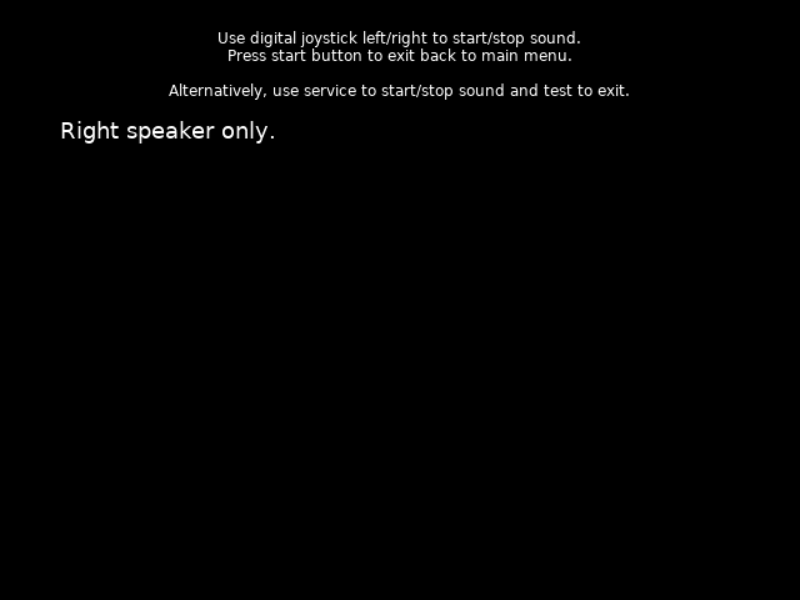 Use digital joystick left/right to start/stop sound.
Press start button to exit back to main menu.
Alternatively, use service to start/stop sound and test to exit.
Right speaker only.